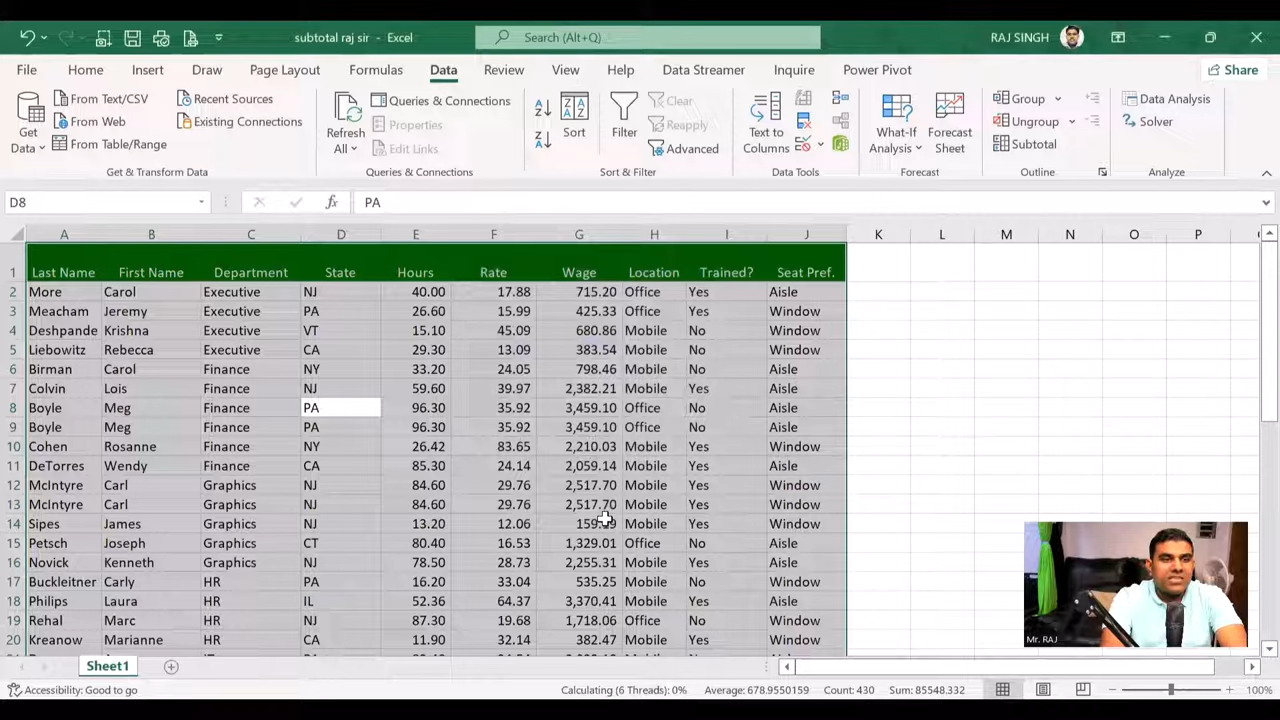 subtotal raj sir - Excel
Search (Alt+Q)
RAJ SINGH
File Home Insert Draw Page Layout Formulas Data Review View Help Data Streamer Inquire Power Pivot Share
Get Data
From Text/CSV
From Web
From Table/Range
Recent Sources
Existing Connections
Get & Transform Data
Refresh All
Queries & Connections
Properties
Edit Links
Queries & Connections
Sort
Filter
Clear
Reapply
Advanced
Sort & Filter
Text to Columns
Data Tools
What-If Analysis
Forecast Sheet
Forecast
Group
Ungroup
Subtotal
Outline
Data Analysis
Solver
Analyze
D8 fx PA
A B C D E F G H I J K L M N O P
1 Last Name First Name Department State Hours Rate Wage Location Trained? Seat Pref.
2 More Carol Executive NJ 40.00 17.88 715.20 Office Yes Aisle
3 Meacham Jeremy Executive PA 26.60 15.99 425.33 Office Yes Window
4 Deshpande Krishna Executive VT 15.10 45.09 680.86 Mobile No Window
5 Liebowitz Rebecca Executive CA 29.30 13.09 383.54 Mobile No Window
6 Birman Carol Finance NY 33.20 24.05 798.46 Mobile No Aisle
7 Colvin Lois Finance NJ 59.60 39.97 2,382.21 Mobile Yes Aisle
8 Boyle Meg Finance PA 96.30 35.92 3,459.10 Office No Aisle
9 Boyle Meg Finance PA 96.30 35.92 3,459.10 Office No Aisle
10 Cohen Rosanne Finance NY 26.42 83.65 2,210.03 Mobile Yes Window
11 DeTorres Wendy Finance CA 85.30 24.14 2,059.14 Mobile Yes Aisle
12 McIntyre Carl Graphics NJ 84.60 29.76 2,517.70 Mobile Yes Window
13 McIntyre Carl Graphics NJ 84.60 29.76 2,517.70 Mobile Yes Window
14 Sipes James Graphics NJ 13.20 12.06 Mobile Yes Window
15 Petsch Joseph Graphics CT 80.40 16.53 1,329.01 Office No Aisle
16 Novick Kenneth Graphics NJ 78.50 28.73 2,255.31 Mobile Yes Window
17 Buckleitner Carly HR PA 16.20 33.04 535.25 Mobile No Window
18 Philips Laura HR IL 52.36 64.37 3,370.41 Mobile Yes Aisle
19 Rehal Marc HR NJ 87.30 19.68 1,718.06 Office No Window
20 Kreanow Marianne HR CA 11.90 32.14 382.47 Mobile Yes Window
Mr. RAJ
Sheet1
Accessibility: Good to go Calculating (6 Threads): 0% Average: 678.9550159 Count: 430 Sum: 85548.332 100%